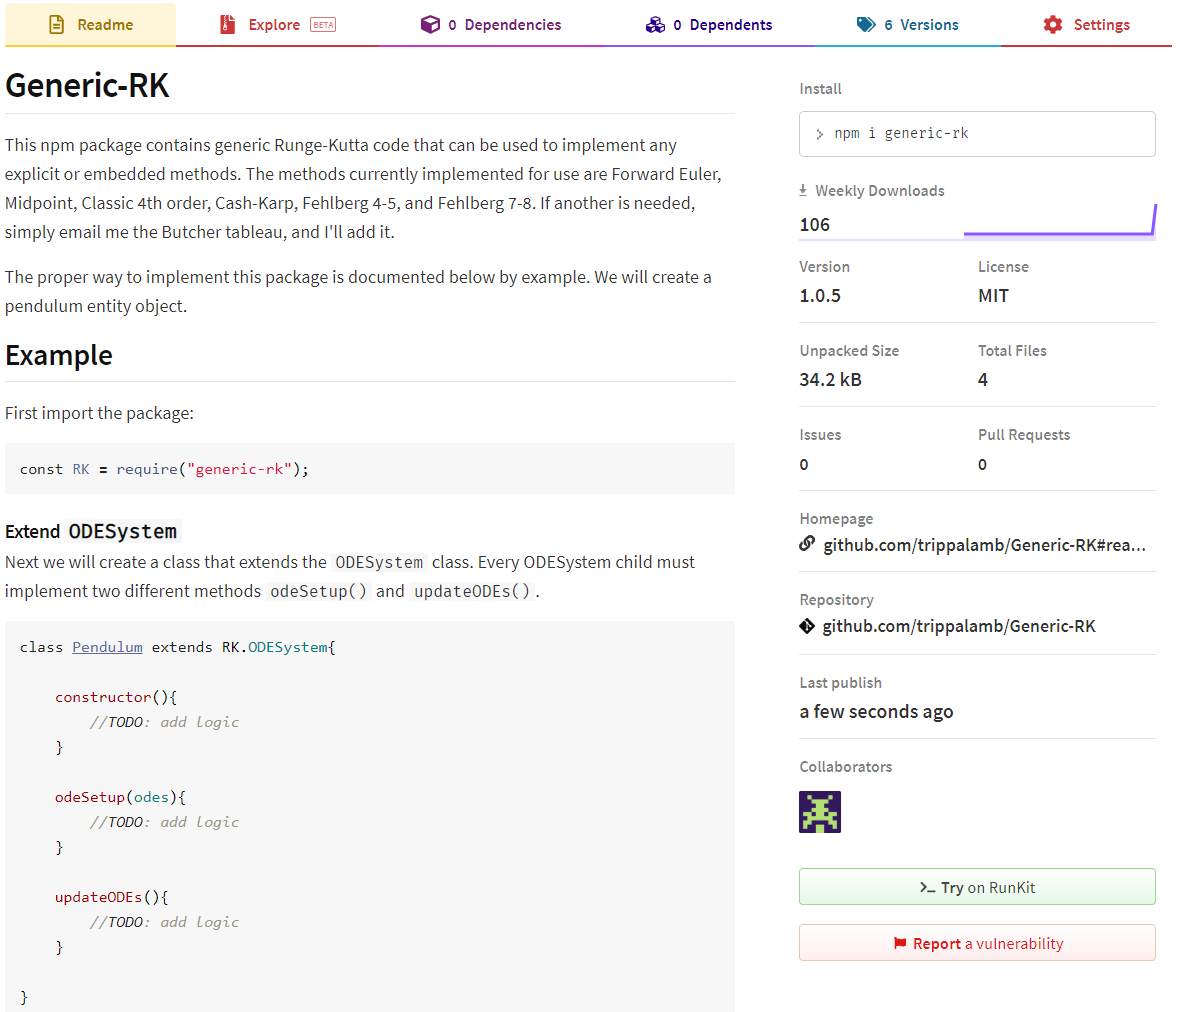 Readme
Explore BETA
0 Dependencies
0 Dependents
6 Versions
Settings
Generic-RK
This npm package contains generic Runge-Kutta code that can be used to implement any
explicit or embedded methods. The methods currently implemented for use are Forward Euler,
Midpoint, Classic 4th order, Cash-Karp, Fehlberg 4-5, and Fehlberg 7-8. If another is needed,
simply email me the Butcher tableau, and I'll add it.
The proper way to implement this package is documented below by example. We will create a
pendulum entity object.
Example
First import the package:
const RK = require("generic-rk");
Extend ODESystem
Next we will create a class that extends the ODESystem class. Every ODESystem child must
implement two different methods odeSetup() and updateODEs().
class Pendulum extends RK.ODESystem{
constructor(){
//TODO: add logic
}
odeSetup(odes){
//TODO: add logic
}
updateODEs(){
//TODO: add logic
}
}
Install
> npm i generic-rk
Weekly Downloads
106
Version
1.0.5
License
MIT
Unpacked Size
34.2 kB
Total Files
4
Issues
0
Pull Requests
0
Homepage
github.com/trippalamb/Generic-RK#rea...
Repository
github.com/trippalamb/Generic-RK
Last publish
a few seconds ago
Collaborators
>_ Try on RunKit
Report a vulnerability